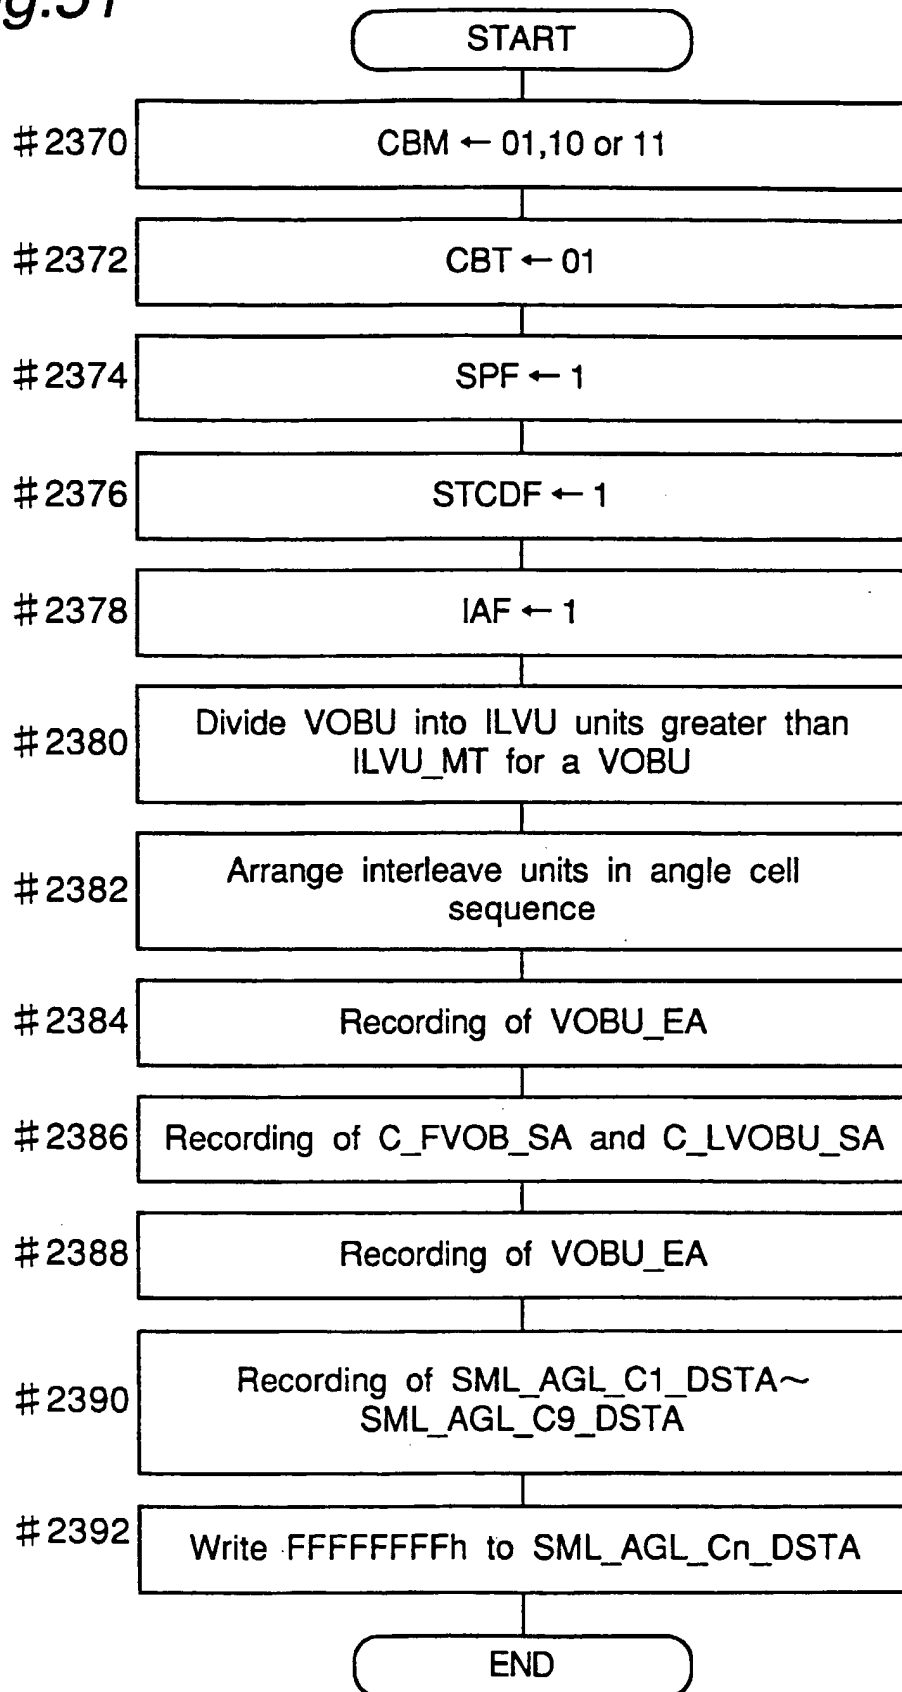 g.51
START
#2370 CBM ← 01,10 or 11
#2372 CBT ← 01
#2374 SPF ← 1
#2376 STCDF ← 1
#2378 IAF ← 1
#2380 Divide VOBU into ILVU units greater than
ILVU_MT for a VOBU
#2382 Arrange interleave units in angle cell
sequence
#2384 Recording of VOBU_EA
#2386 Recording of C_FVOB_SA and C_LVOBU_SA
#2388 Recording of VOBU_EA
#2390 Recording of SML_AGL_C1_DSTA~
SML_AGL_C9_DSTA
#2392 Write FFFFFFFFh to SML_AGL_Cn_DSTA
END